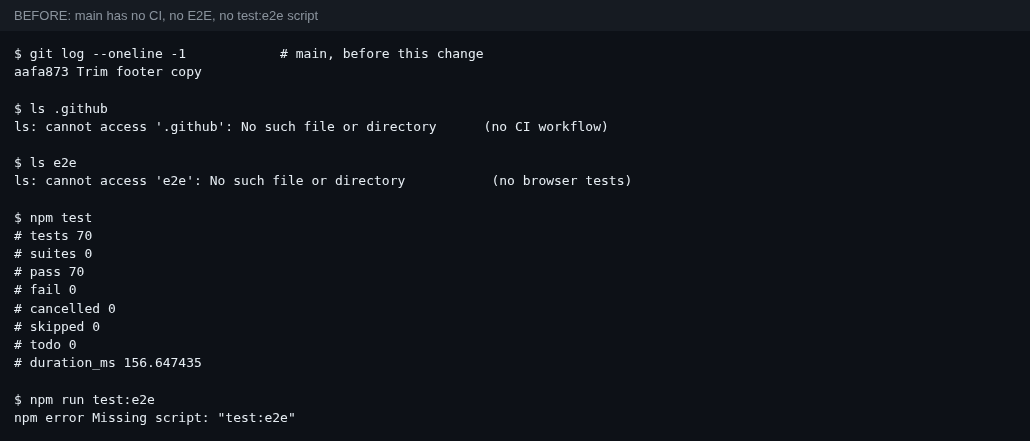 BEFORE: main has no CI, no E2E, no test:e2e script
$ git log --oneline -1            # main, before this change
aafa873 Trim footer copy
$ ls .github
ls: cannot access '.github': No such file or directory      (no CI workflow)
$ ls e2e
ls: cannot access 'e2e': No such file or directory           (no browser tests)
$ npm test
# tests 70
# suites 0
# pass 70
# fail 0
# cancelled 0
# skipped 0
# todo 0
# duration_ms 156.647435
$ npm run test:e2e
npm error Missing script: "test:e2e"